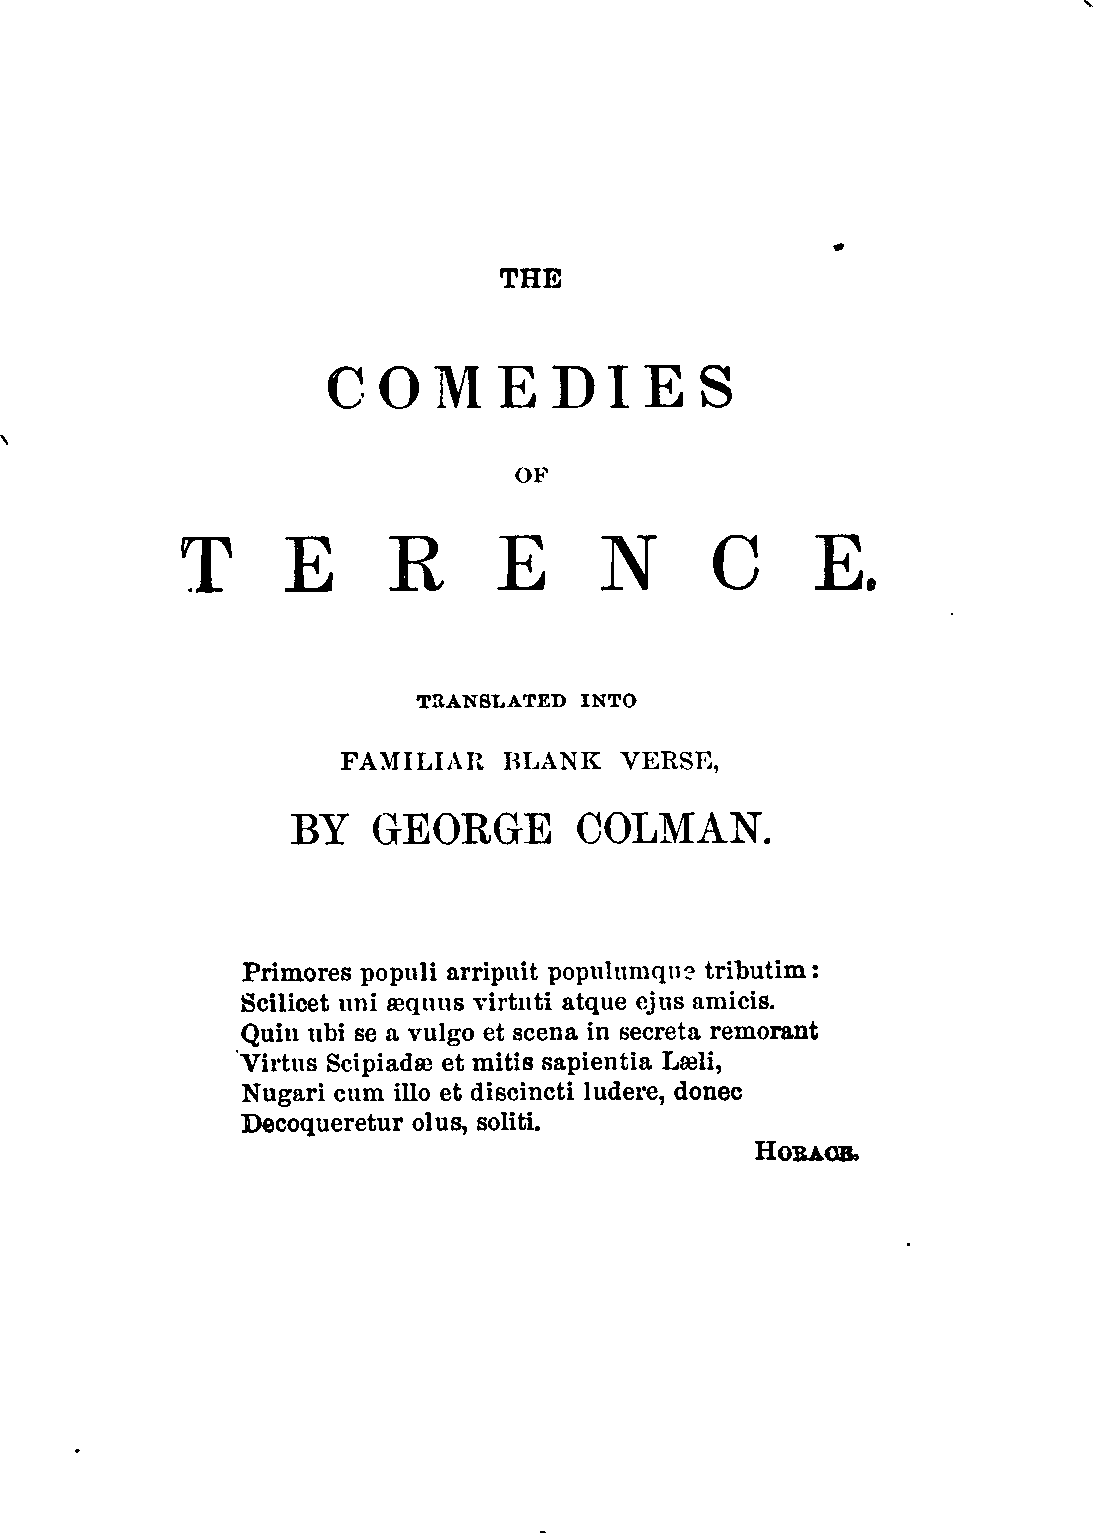 THE
COMEDIES
OF
TERENCE.
TRANSLATED INTO
FAMILIAR BLANK VERSE,
BY GEORGE COLMAN.
Primores populi arripuit populumque tributim:
Scilicet uni æquus virtuti atque ejus amicis.
Quin ubi se a vulgo et scena in secreta remorant
Virtus Scipiadæ et mitis sapientia Læli,
Nugari cum illo et discincti ludere, donec
Decoqueretur olus, soliti.
HORACE.